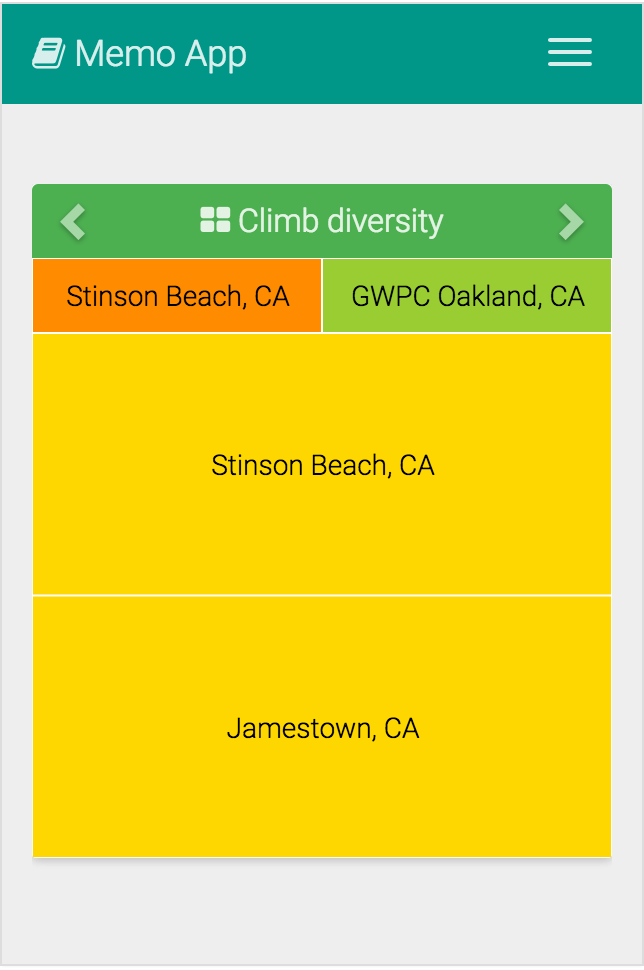 Memo App
Climb diversity
Stinson Beach, CA
GWPC Oakland, CA
Stinson Beach, CA
Jamestown, CA